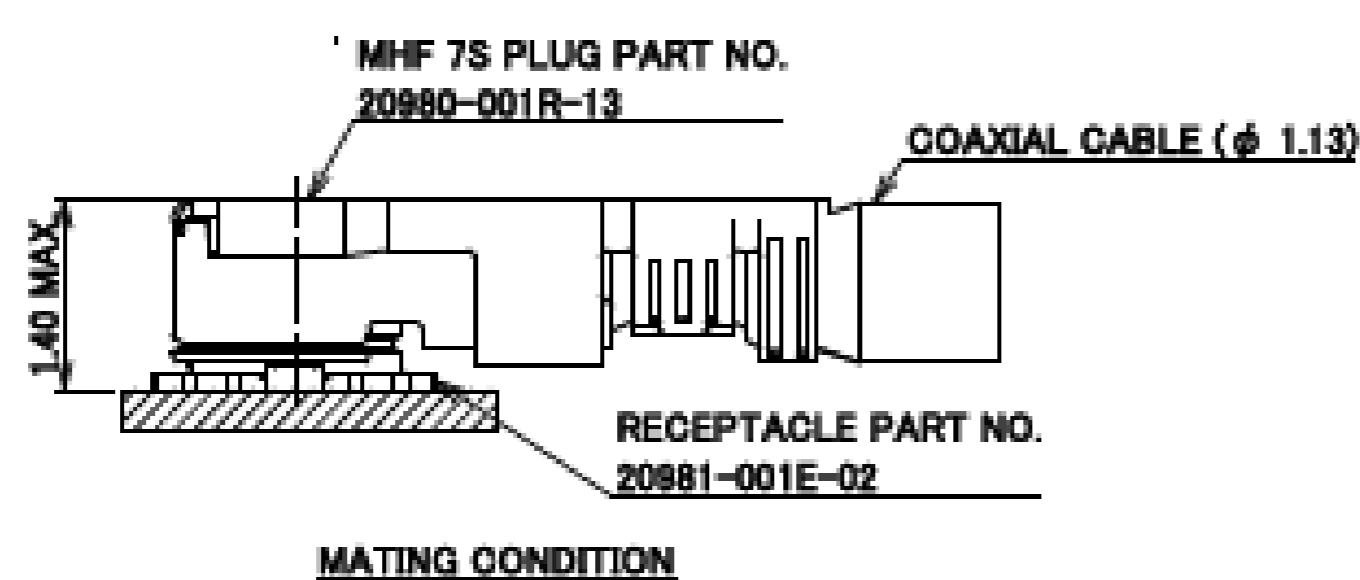 MHF 7S PLUG PART NO.
20980-001R-13
COAXIAL CABLE (ϕ 1.13)
1.40 MAX
RECEPTACLE PART NO.
20981-001E-02
MATING CONDITION